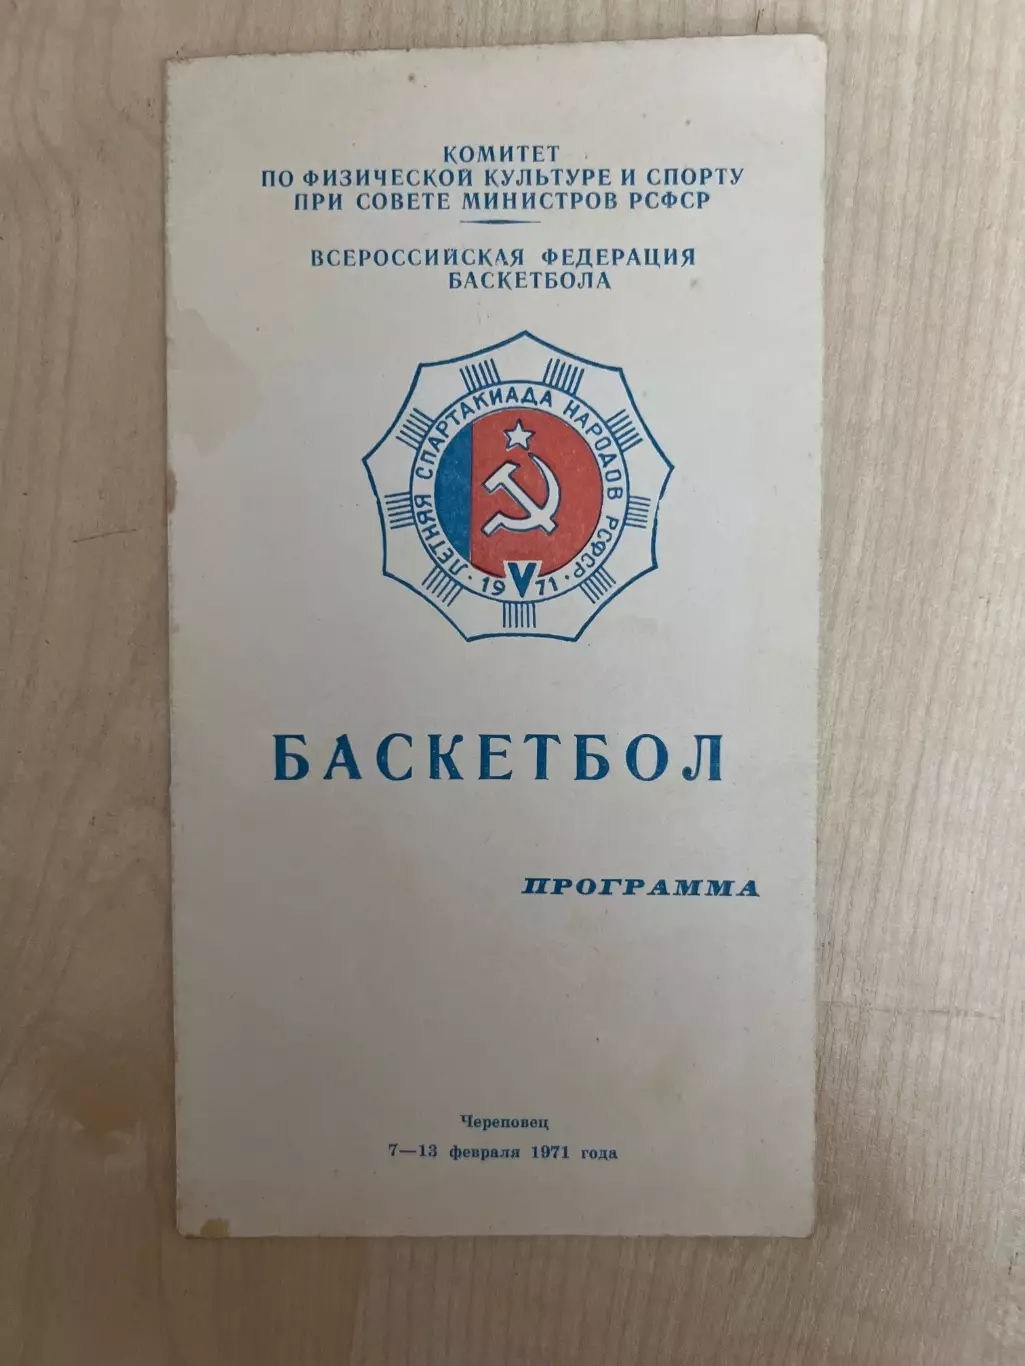 КОМИТЕТ
ПО ФИЗИЧЕСКОЙ КУЛЬТУРЕ И СПОРТУ
ПРИ СОВЕТЕ МИНИСТРОВ РСФСР
ВСЕРОССИЙСКАЯ ФЕДЕРАЦИЯ
БАСКЕТБОЛА
ЛЕТНЯЯ СПАРТАКИАДА НАРОДОВ РСФСР
· 19 V 71 ·
БАСКЕТБОЛ
ПРОГРАММА
Череповец
7—13 февраля 1971 года